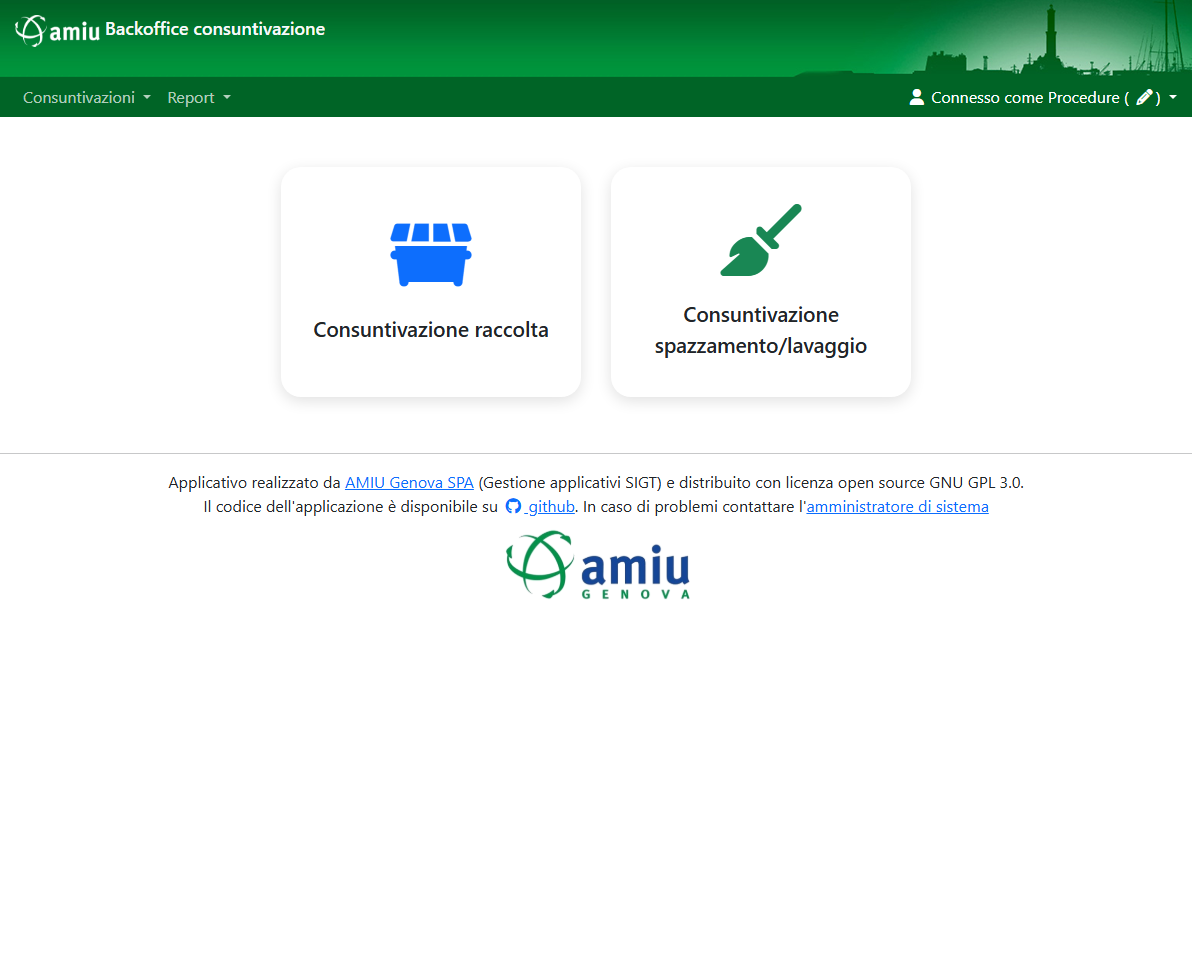 amiu Backoffice consuntivazione
Consuntivazioni Report Connesso come Procedure ( )
Consuntivazione raccolta
Consuntivazione
spazzamento/lavaggio
Applicativo realizzato da AMIU Genova SPA (Gestione applicativi SIGT) e distribuito con licenza open source GNU GPL 3.0.
Il codice dell'applicazione è disponibile su github. In caso di problemi contattare l'amministratore di sistema
amiu
GENOVA